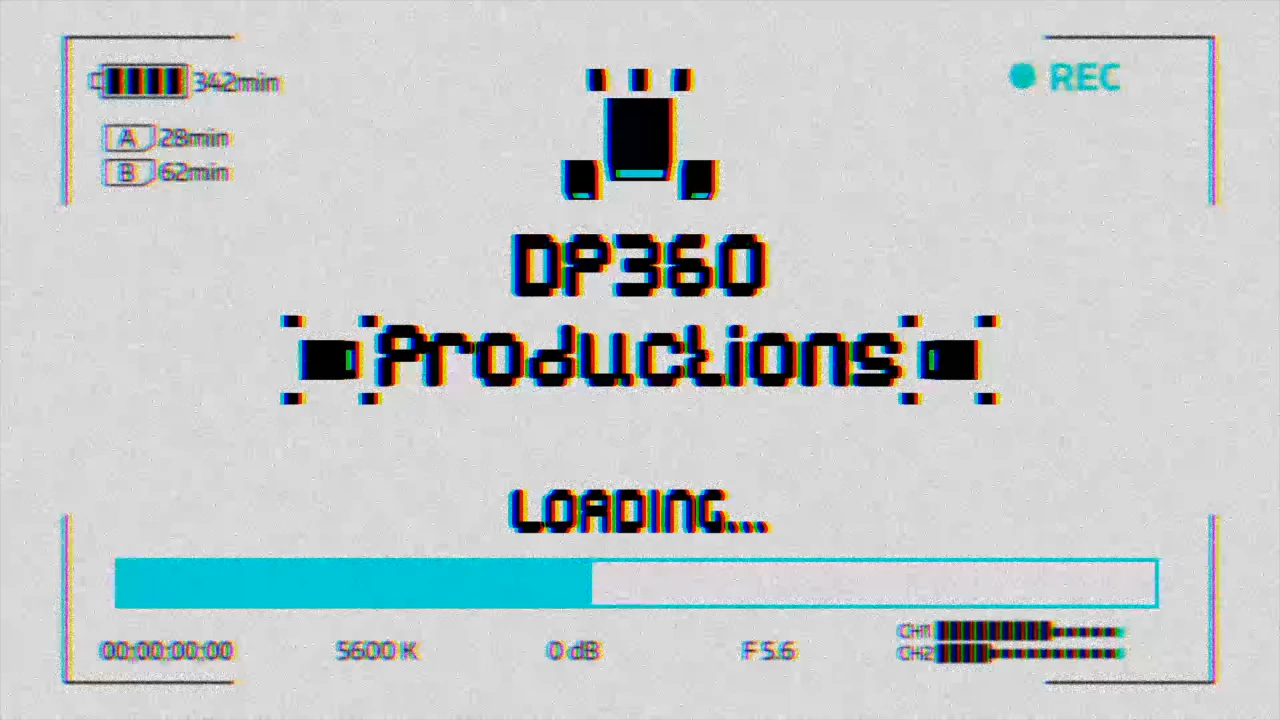 342min
REC
A 28min
B 62min
DP360
Productions
LOADING...
00;00;00;00 5600 K 0 dB F 5.6
CH1
CH2